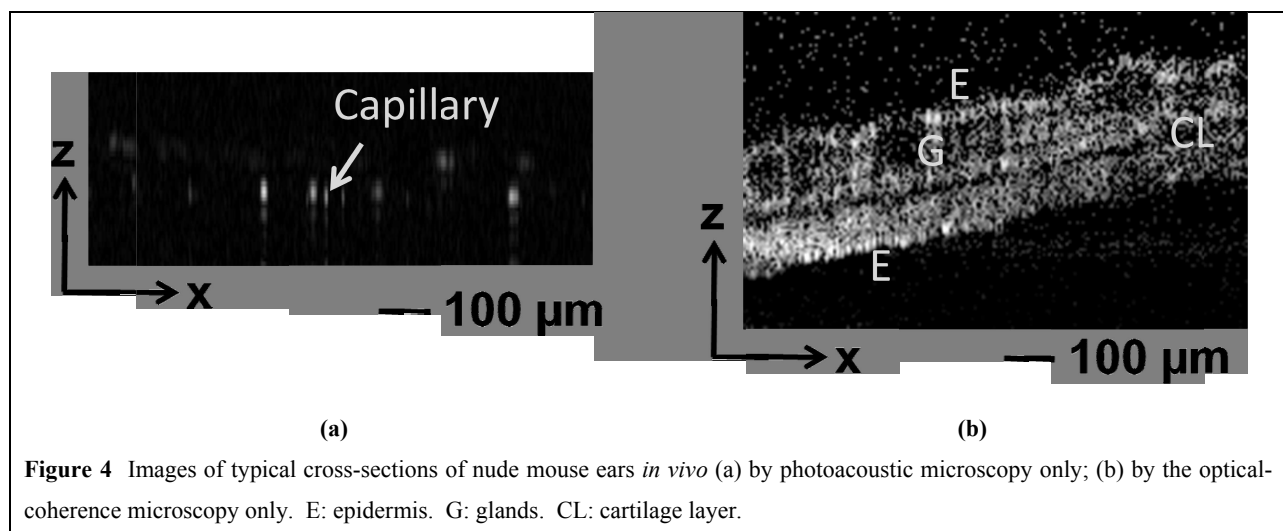 Capillary
z
x
100 µm
E
G
CL
E
z
x
100 µm
(a)
(b)
Figure 4 Images of typical cross-sections of nude mouse ears in vivo (a) by photoacoustic microscopy only; (b) by the optical-
coherence microscopy only. E: epidermis. G: glands. CL: cartilage layer.